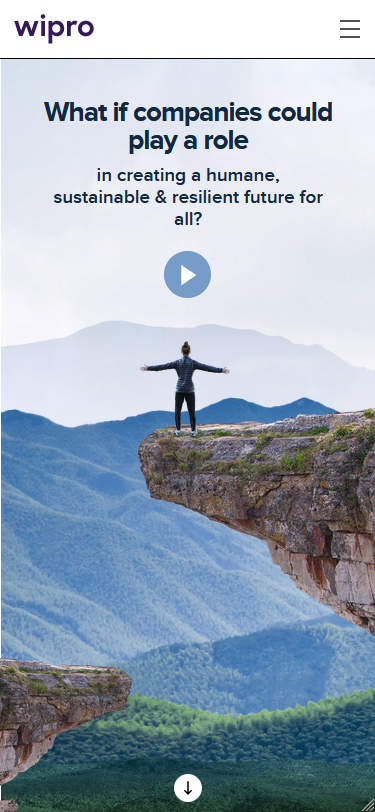 wipro
What if companies could
play a role
in creating a humane,
sustainable & resilient future for
all?